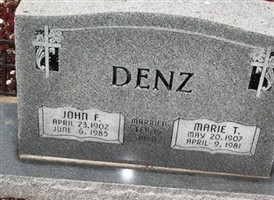 DENZ
JOHN F.
APRIL 23, 1902
JUNE 6, 1985
MARRIED
MARIE T.
MAY 20, 1907
APRIL 9, 1981